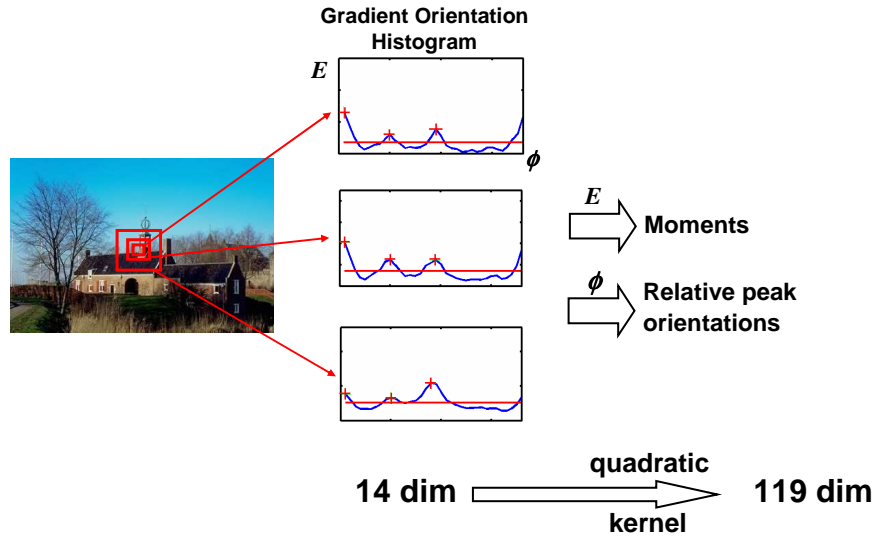 Gradient Orientation
Histogram
E
ϕ
E
Moments
ϕ
Relative peak
orientations
quadratic
14 dim
119 dim
kernel